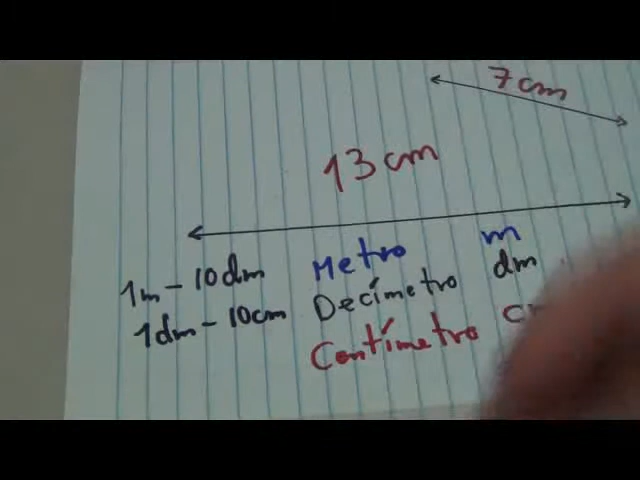 7cm
13 cm
1m - 10dm Metro m
1dm - 10cm Decímetro dm
Centímetro